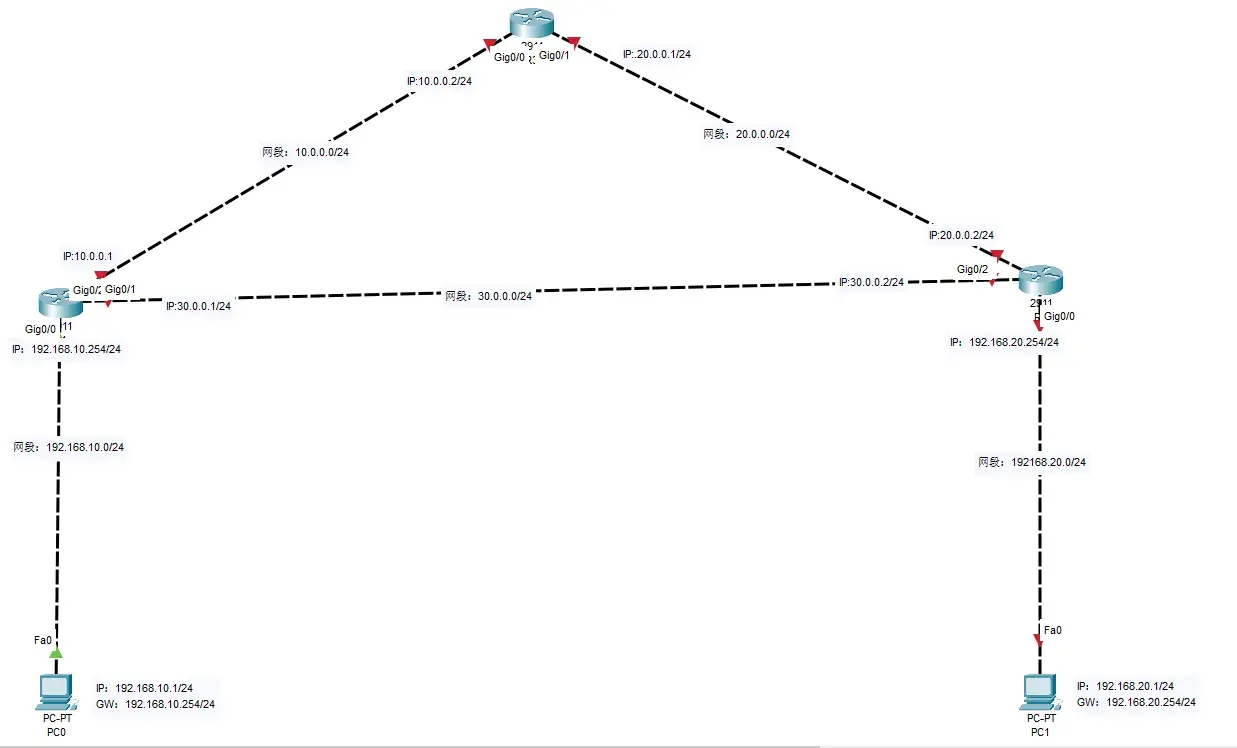 Gig0/0
Gig0/1
IP:.20.0.0.1/24
IP:10.0.0.2/24
网段：20.0.0.0/24
网段：10.0.0.0/24
IP:20.0.0.2/24
IP:10.0.0.1
Gig0/2
Gig0/2
Gig0/1
IP:30.0.0.2/24
网段：30.0.0.0/24
IP:30.0.0.1/24
2911
Gig0/0
Gig0/0
IP：192.168.10.254/24
IP：192.168.20.254/24
网段：192.168.10.0/24
网段：192168.20.0/24
Fa0
Fa0
IP：192.168.10.1/24
GW：192.168.10.254/24
PC-PT
PC0
IP：192.168.20.1/24
GW：192.168.20.254/24
PC-PT
PC1